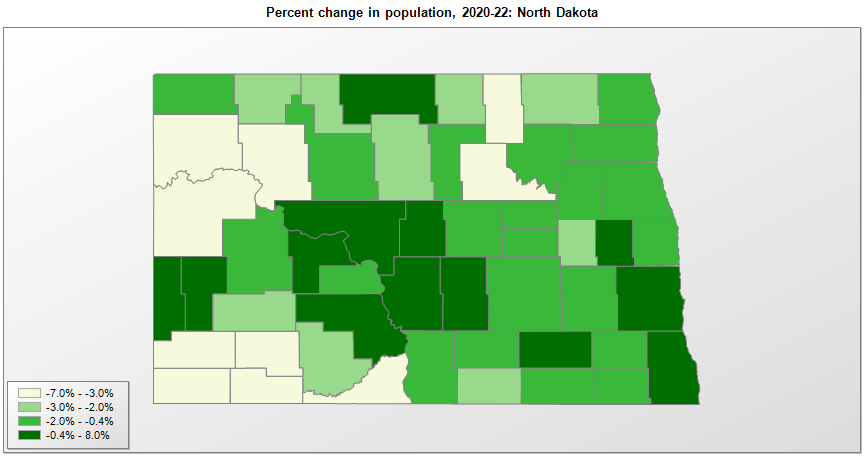 Percent change in population, 2020-22: North Dakota
-7.0% - -3.0%
-3.0% - -2.0%
-2.0% - -0.4%
-0.4% - 8.0%